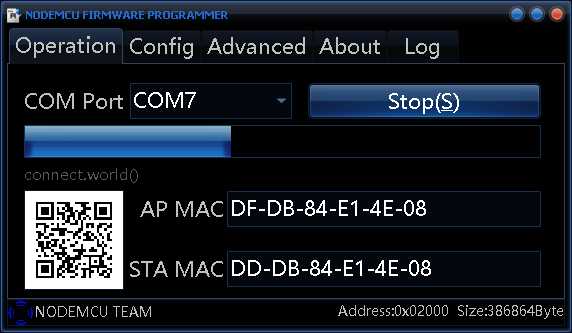 NODEMCU FIRMWARE PROGRAMMER
Operation Config Advanced About Log
COM Port COM7 Stop(S)
connect.world()
AP MAC DF-DB-84-E1-4E-08
STA MAC DD-DB-84-E1-4E-08
NODEMCU TEAM Address:0x02000 Size:386864Byte